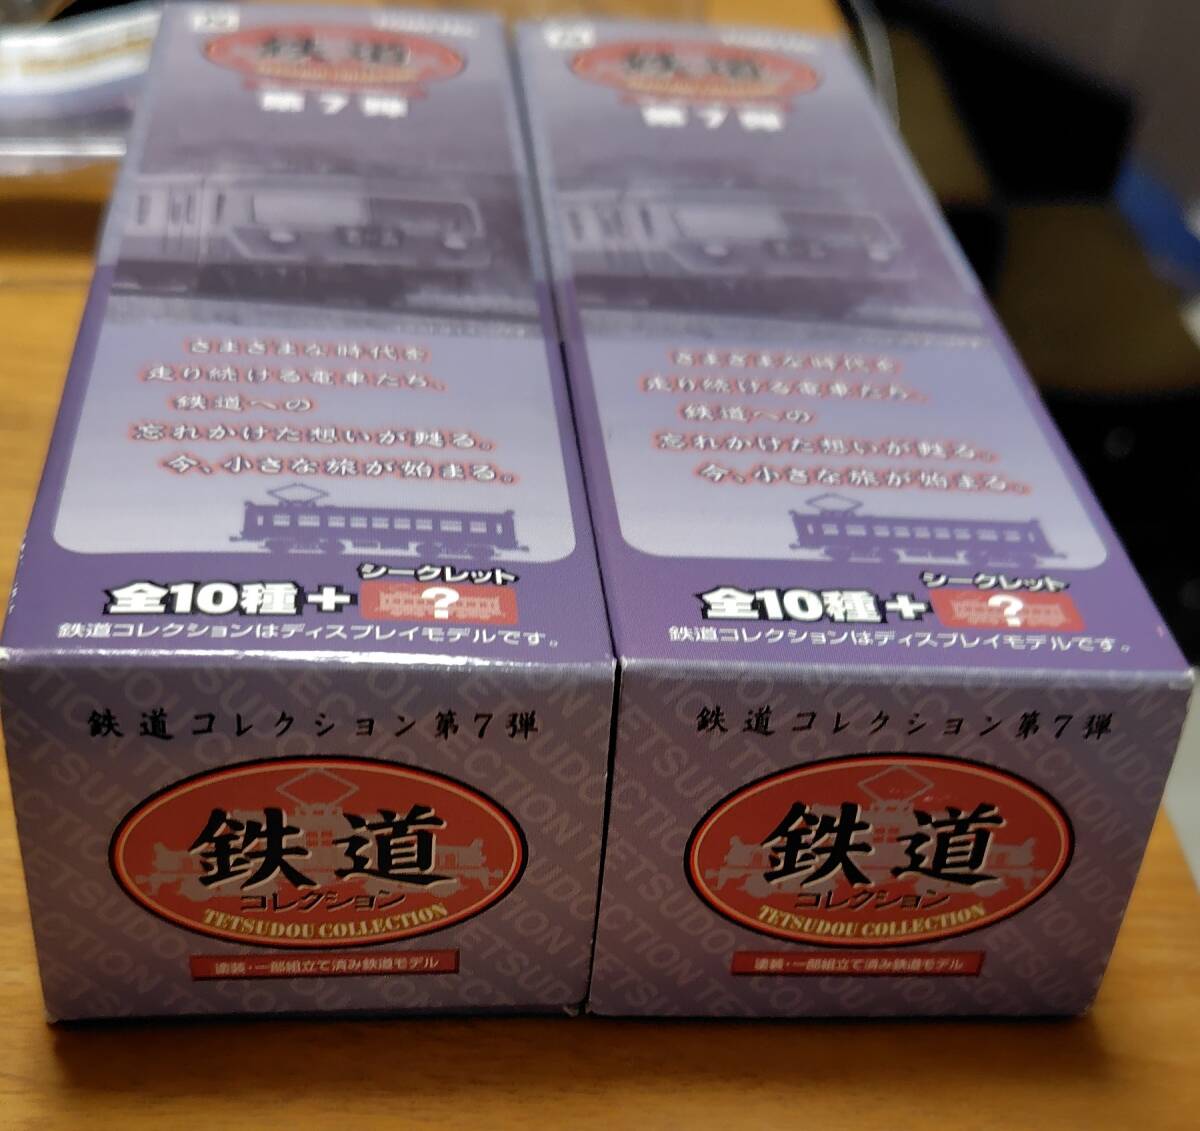 鉄道
第7弾
さまざまな時代を
走り続ける電車たち、
鉄道への
忘れかけた想いが甦る。
今、小さな旅が始まる。
シークレット
全10種+
?
鉄道コレクションはディスプレイモデルです。
鉄道コレクション第7弾
鉄道
コレクション
TETSUDOU COLLECTION
塗装・一部組立て済み鉄道モデル
鉄道
第7弾
さまざまな時代を
走り続ける電車たち、
鉄道への
忘れかけた想いが甦る。
今、小さな旅が始まる。
シークレット
全10種+
?
鉄道コレクションはディスプレイモデルです。
鉄道コレクション第7弾
鉄道
コレクション
TETSUDOU COLLECTION
塗装・一部組立て済み鉄道モデル